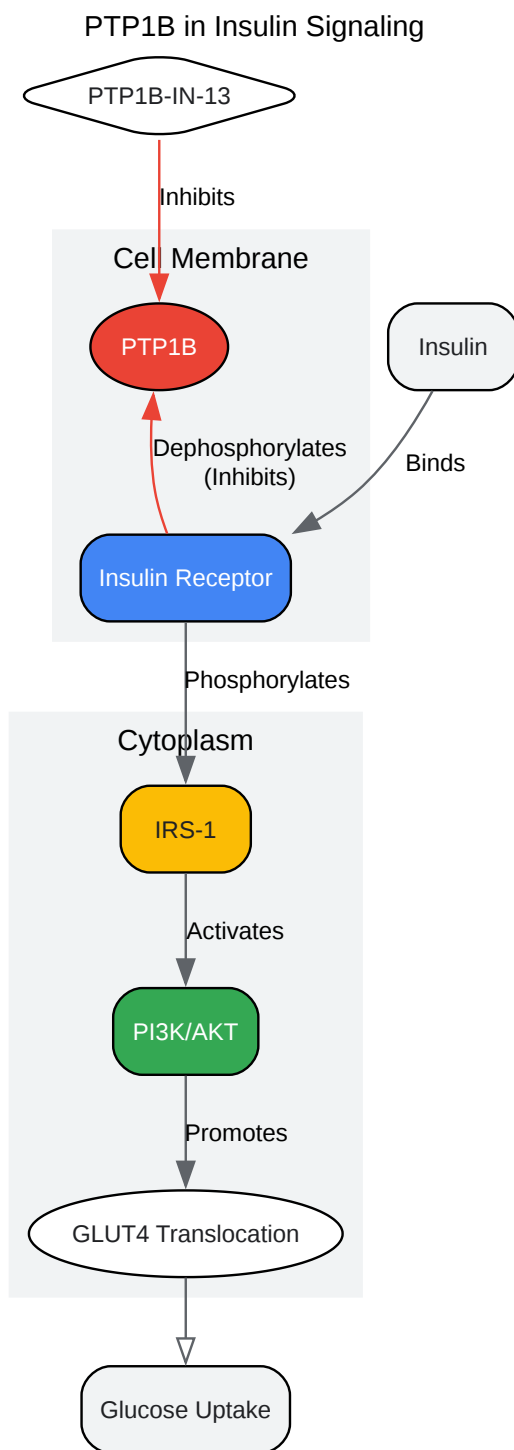 PTP1B in Insulin Signaling
PTP1B-IN-13
Inhibits
Cell Membrane
PTP1B
Insulin
Dephosphorylates
(Inhibits)
Binds
Insulin Receptor
Phosphorylates
Cytoplasm
IRS-1
Activates
PI3K/AKT
Promotes
GLUT4 Translocation
Glucose Uptake